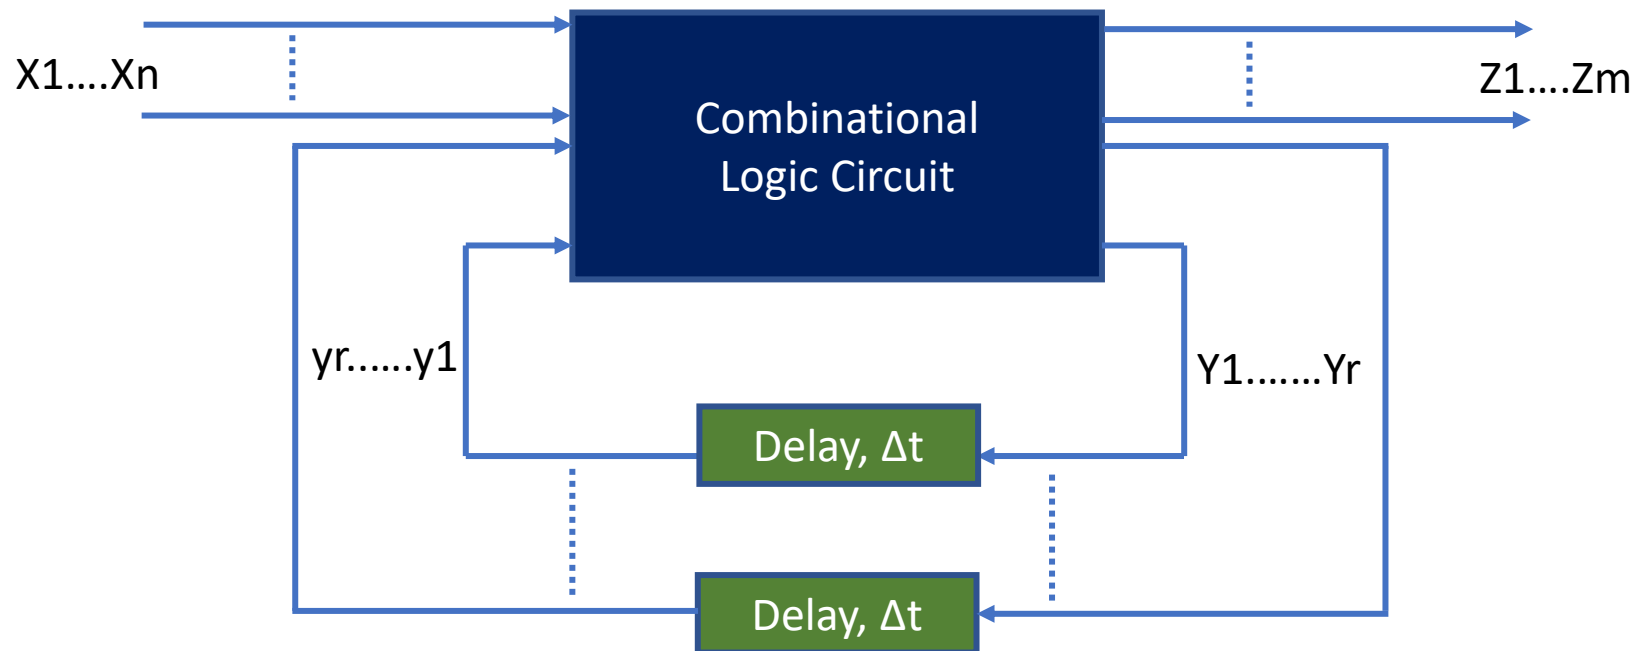 X1....Xn
Combinational
Logic Circuit
Z1....Zm
yr......y1
Y1.......Yr
Delay, Δt
Delay, Δt